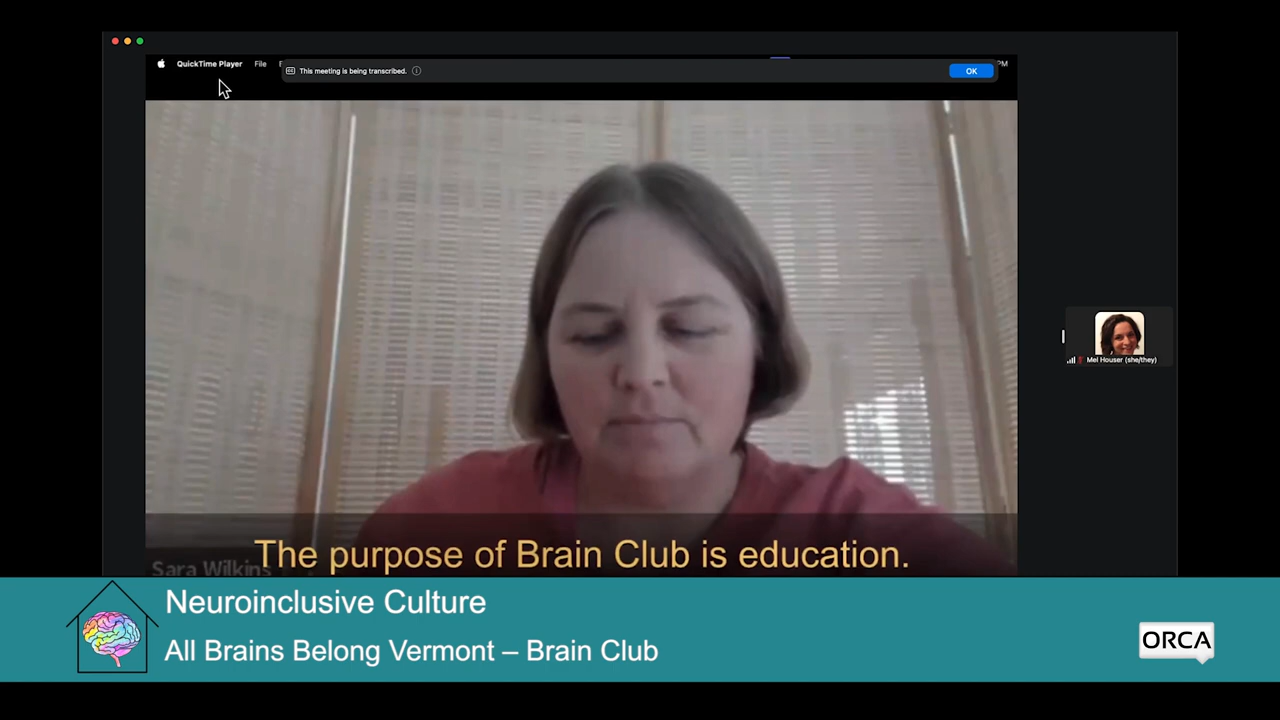 QuickTime Player File
This meeting is being transcribed.
OK
PM
Mel Houser (she/they)
The purpose of Brain Club is education.
Sara Wilkins
Neuroinclusive Culture
All Brains Belong Vermont – Brain Club
ORCA